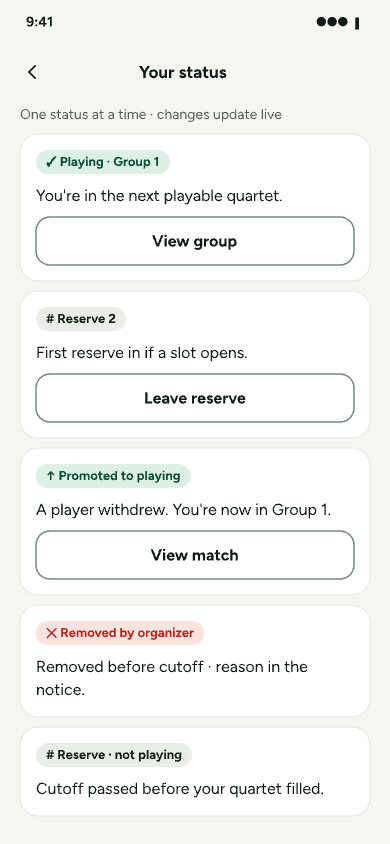 9:41
Your status
One status at a time · changes update live
✓ Playing · Group 1
You're in the next playable quartet.
View group
# Reserve 2
First reserve in if a slot opens.
Leave reserve
↑ Promoted to playing
A player withdrew. You're now in Group 1.
View match
✕ Removed by organizer
Removed before cutoff · reason in the
notice.
# Reserve · not playing
Cutoff passed before your quartet filled.